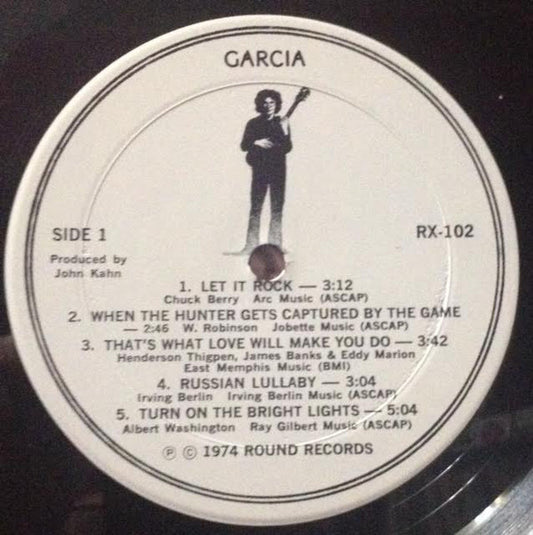 GARCIA
SIDE 1
RX-102
Produced by
John Kahn
1. LET IT ROCK — 3:12
Chuck Berry Arc Music (ASCAP)
2. WHEN THE HUNTER GETS CAPTURED BY THE GAME
— 2:46 W. Robinson Jobette Music (ASCAP)
3. THAT'S WHAT LOVE WILL MAKE YOU DO — 3:42
Henderson Thigpen, James Banks & Eddy Marion
East Memphis Music (BMI)
4. RUSSIAN LULLABY — 3:04
Irving Berlin Irving Berlin Music (ASCAP)
5. TURN ON THE BRIGHT LIGHTS — 5:04
Albert Washington Ray Gilbert Music (ASCAP)
℗ © 1974 ROUND RECORDS